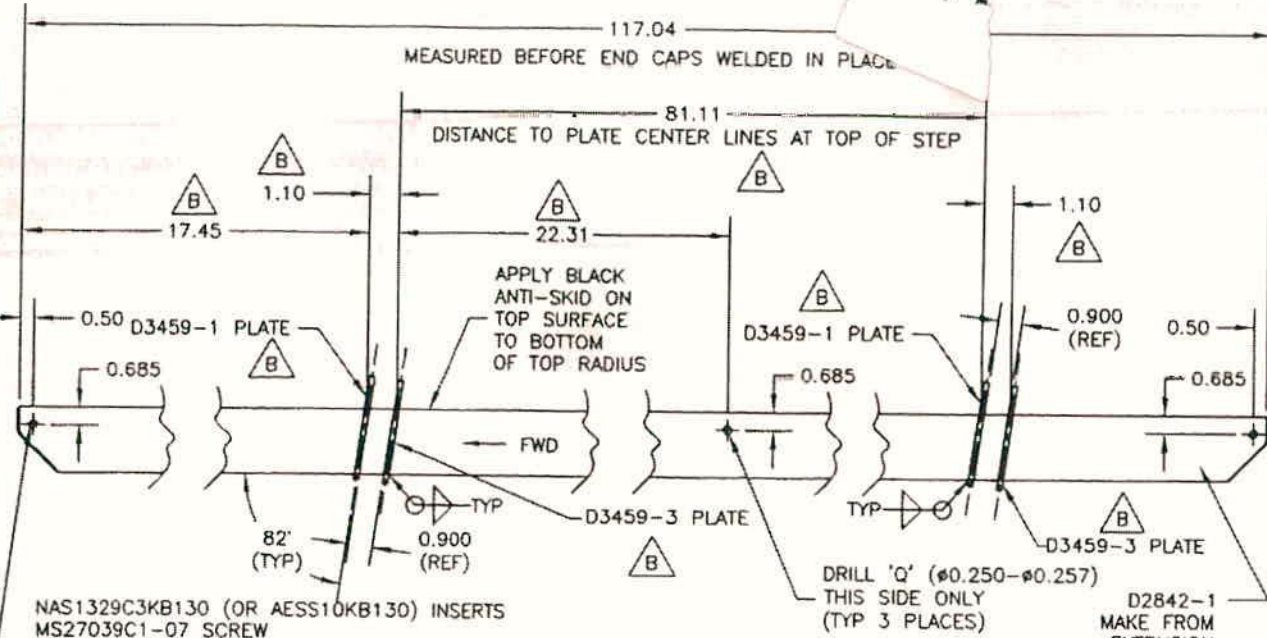 117.04
MEASURED BEFORE END CAPS WELDED IN PLACE
81.11
DISTANCE TO PLATE CENTER LINES AT TOP OF STEP
B
B
1.10
B
17.45
B
22.31
1.10
B
APPLY BLACK
ANTI-SKID ON
TOP SURFACE
TO BOTTOM
OF TOP RADIUS
B
0.50
D3459-1 PLATE
B
D3459-1 PLATE
0.900
(REF)
0.50
0.685
0.685
0.685
FWD
TYP
D3459-3 PLATE
B
TYP
B
D3459-3 PLATE
82°
(TYP)
0.900
(REF)
DRILL 'Q' (ø0.250-ø0.257)
THIS SIDE ONLY
(TYP 3 PLACES)
D2842-1
MAKE FROM
NAS1329C3KB130 (OR AESS10KB130) INSERTS
MS27039C1-07 SCREW